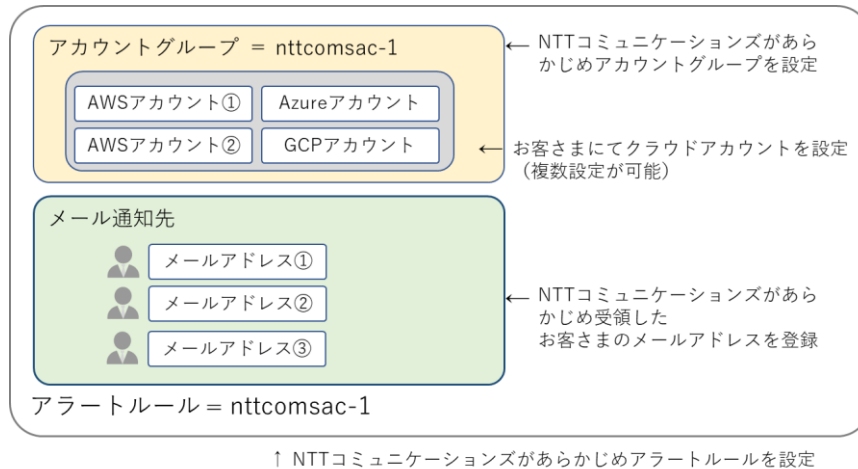 アカウントグループ = nttcomsac-1
← NTTコミュニケーションズがあら
かじめアカウントグループを設定
AWSアカウント①
Azureアカウント
AWSアカウント②
GCPアカウント
← お客さまにてクラウドアカウントを設定
（複数設定が可能）
メール通知先
メールアドレス①
メールアドレス②
メールアドレス③
← NTTコミュニケーションズがあら
かじめ受領した
お客さまのメールアドレスを登録
アラートルール = nttcomsac-1
↑ NTTコミュニケーションズがあらかじめアラートルールを設定